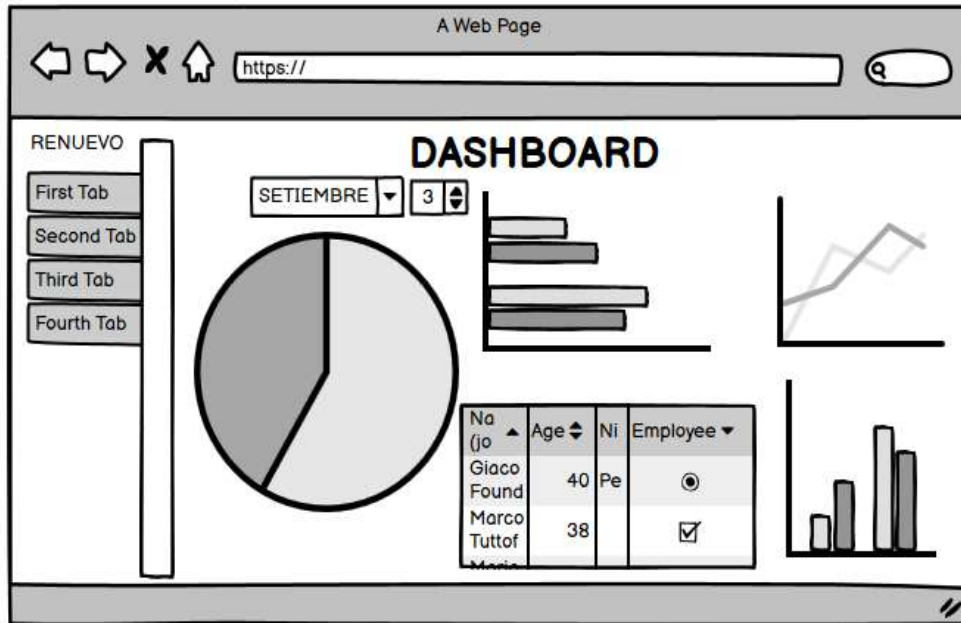 A Web Page
https://
RENUEVO
DASHBOARD
First Tab
Second Tab
Third Tab
Fourth Tab
SETIEMBRE
3
Na
(jo
Age
Ni
Employee
Giaco
Found
40
Pe
Marco
Tuttof
38